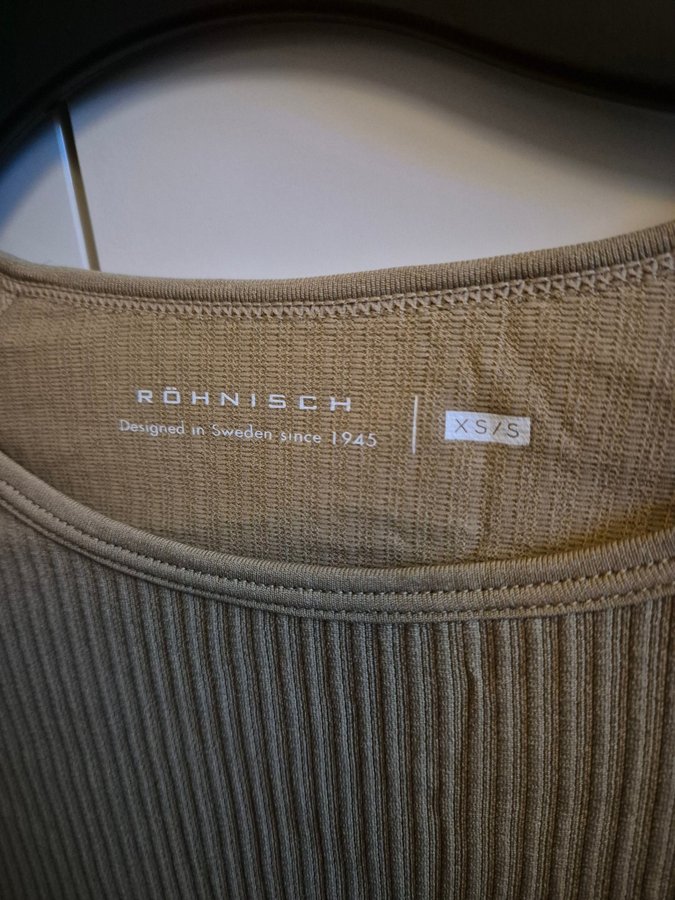 RÖHNISCH
Designed in Sweden since 1945
XS/S